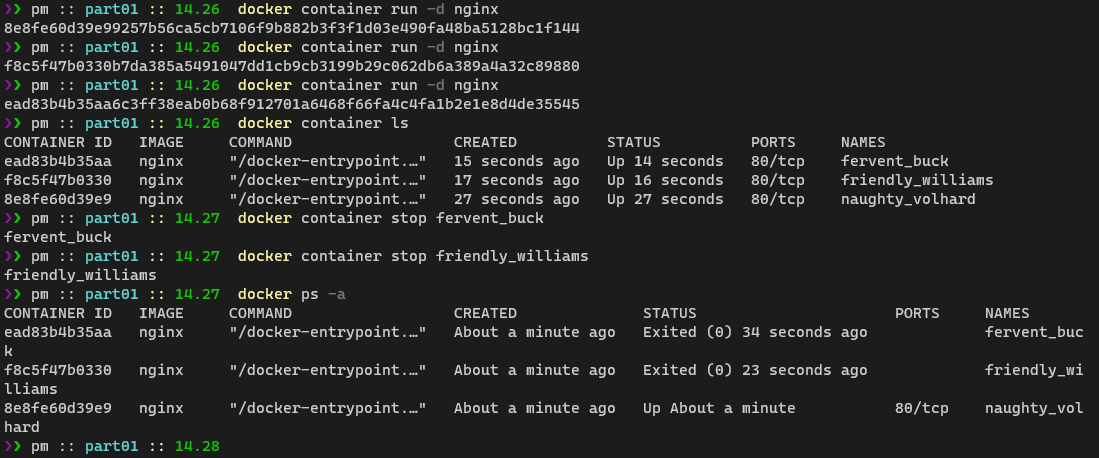 ❯❯ pm :: part01 :: 14.26  docker container run -d nginx
8e8fe60d39e99257b56ca5cb7106f9b882b3f3f1d03e490fa48ba5128bc1f144
❯❯ pm :: part01 :: 14.26  docker container run -d nginx
f8c5f47b0330b7da385a5491047dd1cb9cb3199b29c062db6a389a4a32c89880
❯❯ pm :: part01 :: 14.26  docker container run -d nginx
ead83b4b35aa6c3ff38eab0b68f912701a6468f66fa4c4fa1b2e1e8d4de35545
❯❯ pm :: part01 :: 14.26  docker container ls
CONTAINER ID   IMAGE     COMMAND                  CREATED          STATUS          PORTS     NAMES
ead83b4b35aa   nginx     "/docker-entrypoint.…"   15 seconds ago   Up 14 seconds   80/tcp    fervent_buck
f8c5f47b0330   nginx     "/docker-entrypoint.…"   17 seconds ago   Up 16 seconds   80/tcp    friendly_williams
8e8fe60d39e9   nginx     "/docker-entrypoint.…"   27 seconds ago   Up 27 seconds   80/tcp    naughty_volhard
❯❯ pm :: part01 :: 14.27  docker container stop fervent_buck
fervent_buck
❯❯ pm :: part01 :: 14.27  docker container stop friendly_williams
friendly_williams
❯❯ pm :: part01 :: 14.27  docker ps -a
CONTAINER ID   IMAGE     COMMAND                  CREATED              STATUS                      PORTS     NAMES
ead83b4b35aa   nginx     "/docker-entrypoint.…"   About a minute ago   Exited (0) 34 seconds ago             fervent_buc
k
f8c5f47b0330   nginx     "/docker-entrypoint.…"   About a minute ago   Exited (0) 23 seconds ago             friendly_wi
lliams
8e8fe60d39e9   nginx     "/docker-entrypoint.…"   About a minute ago   Up About a minute           80/tcp    naughty_vol
hard
❯❯ pm :: part01 :: 14.28